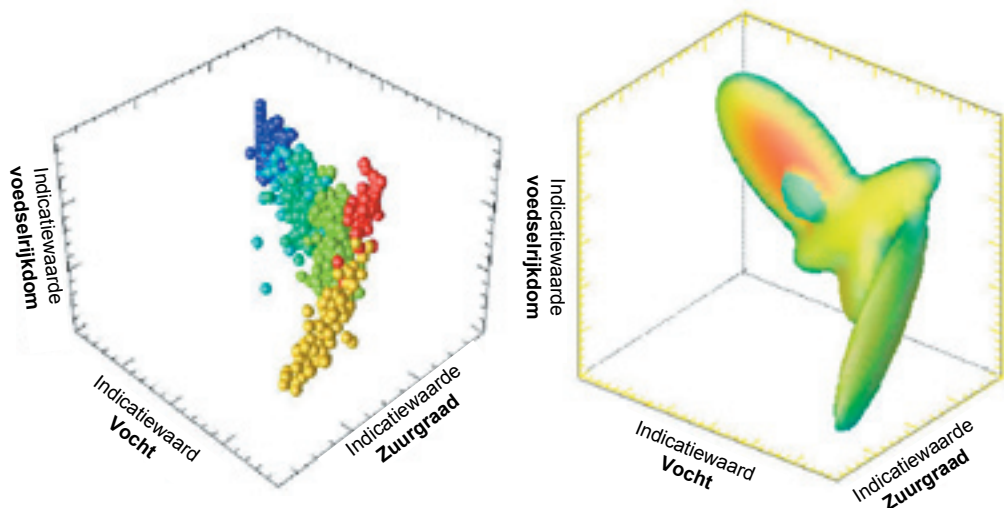 Indicatiewaarde
voedselrijkdom
Indicatiewaard
Vocht
Indicatiewaarde
Zuurgraad
Indicatiewaarde
voedselrijkdom
Indicatiewaard
Vocht
Indicatiewaarde
Zuurgraad